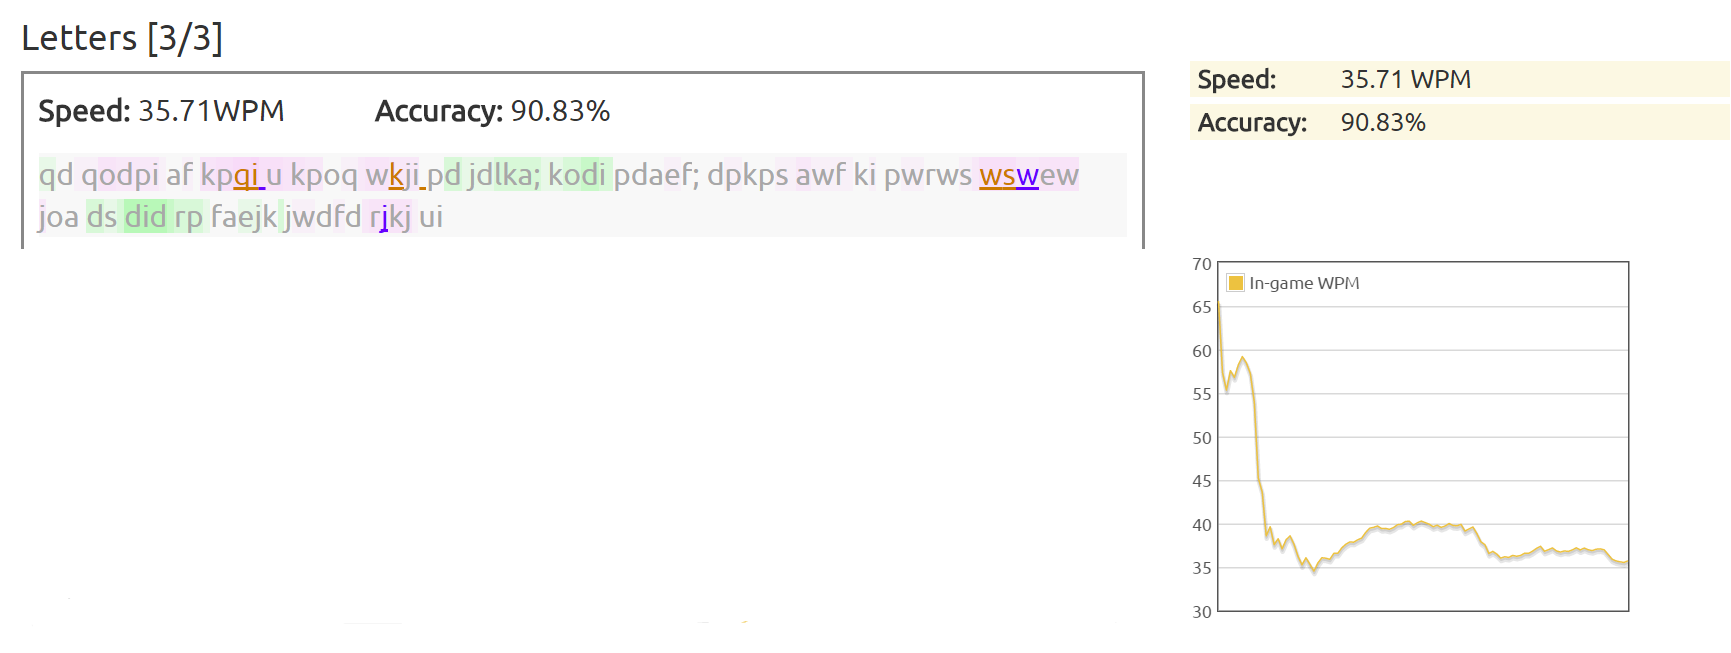 Letters [3/3]
Speed: 35.71WPM Accuracy: 90.83%
qd qodpi af kpqi u kpoq wkji pd jdlka; kodi pdaef; dpkps awf ki pwrws wswew
joa ds did rp faejk jwdfd rjkj ui
Speed: 35.71 WPM
Accuracy: 90.83%
In-game WPM
70
65
60
55
50
45
40
35
30